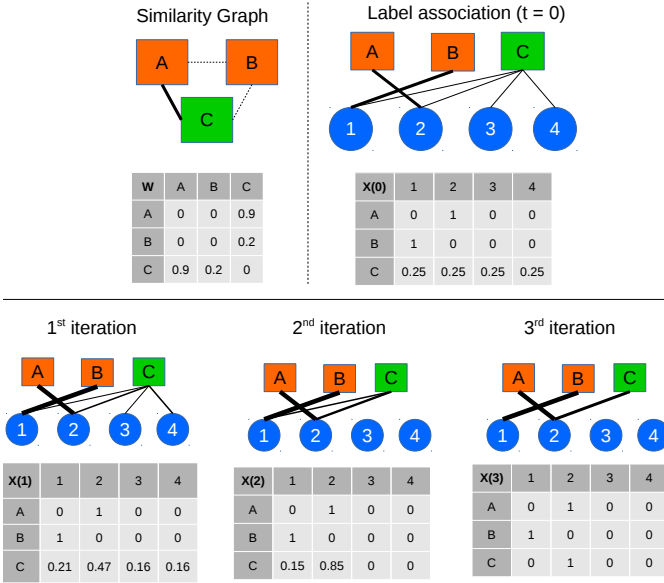 Similarity Graph
A B
C
W A B C
A 0 0 0.9
B 0 0 0.2
C 0.9 0.2 0
Label association (t = 0)
A B C
1 2 3 4
X(0) 1 2 3 4
A 0 1 0 0
B 1 0 0 0
C 0.25 0.25 0.25 0.25
1st iteration
A B C
1 2 3 4
X(1) 1 2 3 4
A 0 1 0 0
B 1 0 0 0
C 0.21 0.47 0.16 0.16
2nd iteration
A B C
1 2 3 4
X(2) 1 2 3 4
A 0 1 0 0
B 1 0 0 0
C 0.15 0.85 0 0
3rd iteration
A B C
1 2 3 4
X(3) 1 2 3 4
A 0 1 0 0
B 1 0 0 0
C 0 1 0 0